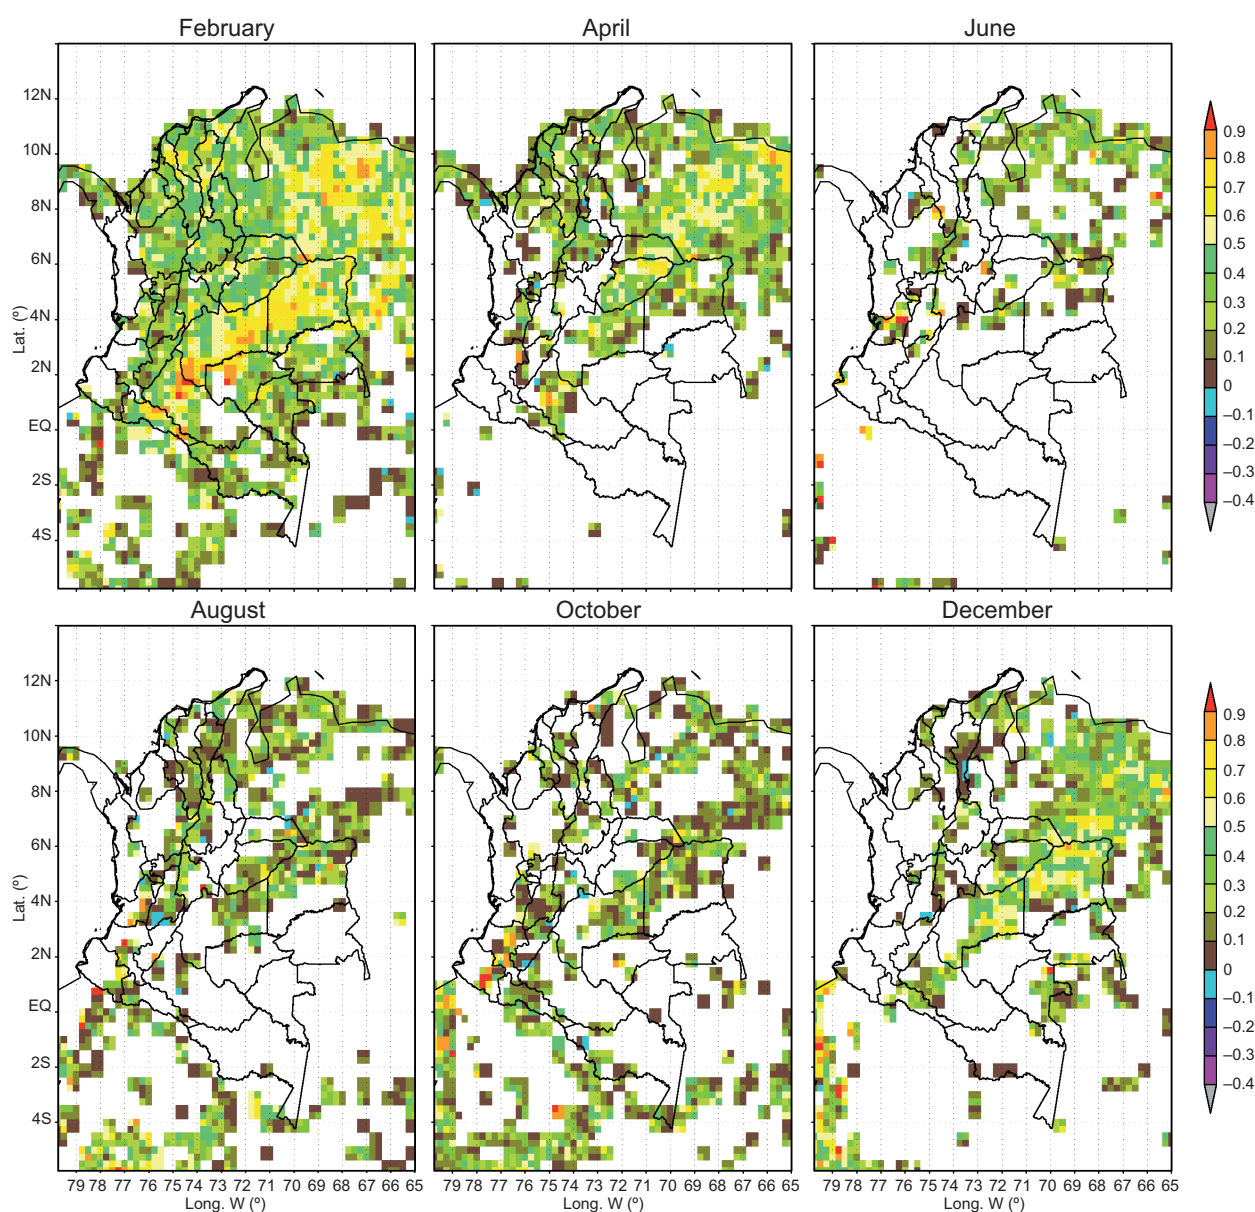 February
April
June
12N
10N
8N
6N
4N
2N
EQ
2S
4S
Lat. (º)
0.9
0.8
0.7
0.6
0.5
0.4
0.3
0.2
0.1
0
–0.1
–0.2
–0.3
–0.4
August
October
December
12N
10N
8N
6N
4N
2N
EQ
2S
4S
Lat. (º)
0.9
0.8
0.7
0.6
0.5
0.4
0.3
0.2
0.1
0
–0.1
–0.2
–0.3
–0.4
79 78 77 76 75 74 73 72 71 70 69 68 67 66 65
79 78 77 76 75 74 73 72 71 70 69 68 67 66 65
79 78 77 76 75 74 73 72 71 70 69 68 67 66 65
Long. W (º)
Long. W (º)
Long. W (º)